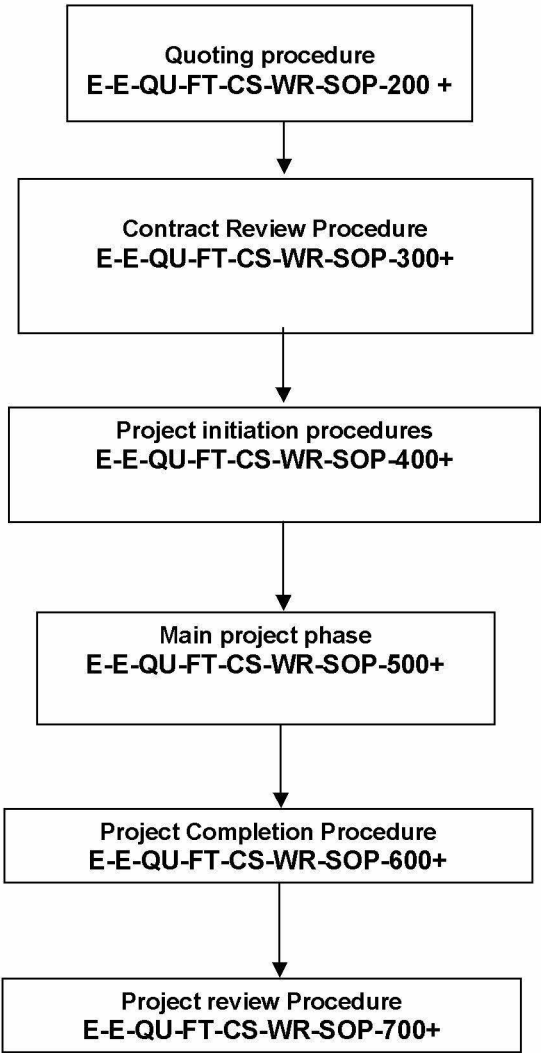 Quoting procedure
E-E-QU-FT-CS-WR-SOP-200 +
Contract Review Procedure
E-E-QU-FT-CS-WR-SOP-300+
Project initiation procedures
E-E-QU-FT-CS-WR-SOP-400+
Main project phase
E-E-QU-FT-CS-WR-SOP-500+
Project Completion Procedure
E-E-QU-FT-CS-WR-SOP-600+
Project review Procedure
E-E-QU-FT-CS-WR-SOP-700+